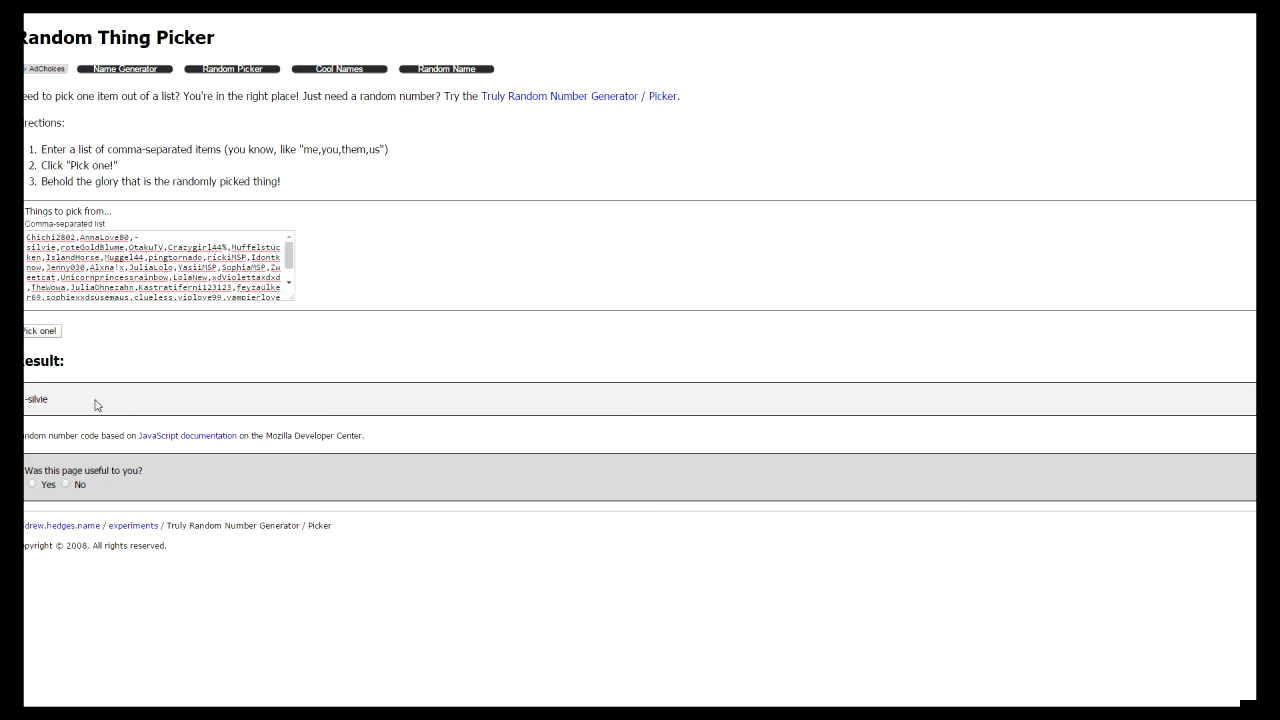 Random Thing Picker
AdChoices Name Generator Random Picker Cool Names Random Name
eed to pick one item out of a list? You're in the right place! Just need a random number? Try the Truly Random Number Generator / Picker.
rections:
1. Enter a list of comma-separated items (you know, like "me,you,them,us")
2. Click "Pick one!"
3. Behold the glory that is the randomly picked thing!
Things to pick from...
Comma-separated list
Chichi2802,AnnaLove80,-
silvie,roteGoldBlume,OtakuTV,Crazygirl44%,Muffelstuc
ken,IslandHorse,Muggel44,pingtornado,rickiMSP,Idontk
now,Jenny030,Alxna!x,JuliaLolo,YasiiMSP,SophiaMSP,Zw
eetcat,Unicornprincessrainbow,LolaNew,xdViolettaxdxd
,TheWowa,JuliaOhnezahn,Kastratiferni123123,feyzaülke
r69,sophiexxdsusemaus,clueless,viplove99,vampierlove
Pick one!
esult:
-silvie
ndom number code based on JavaScript documentation on the Mozilla Developer Center.
Was this page useful to you?
Yes No
drew.hedges.name / experiments / Truly Random Number Generator / Picker
opyright © 2008. All rights reserved.